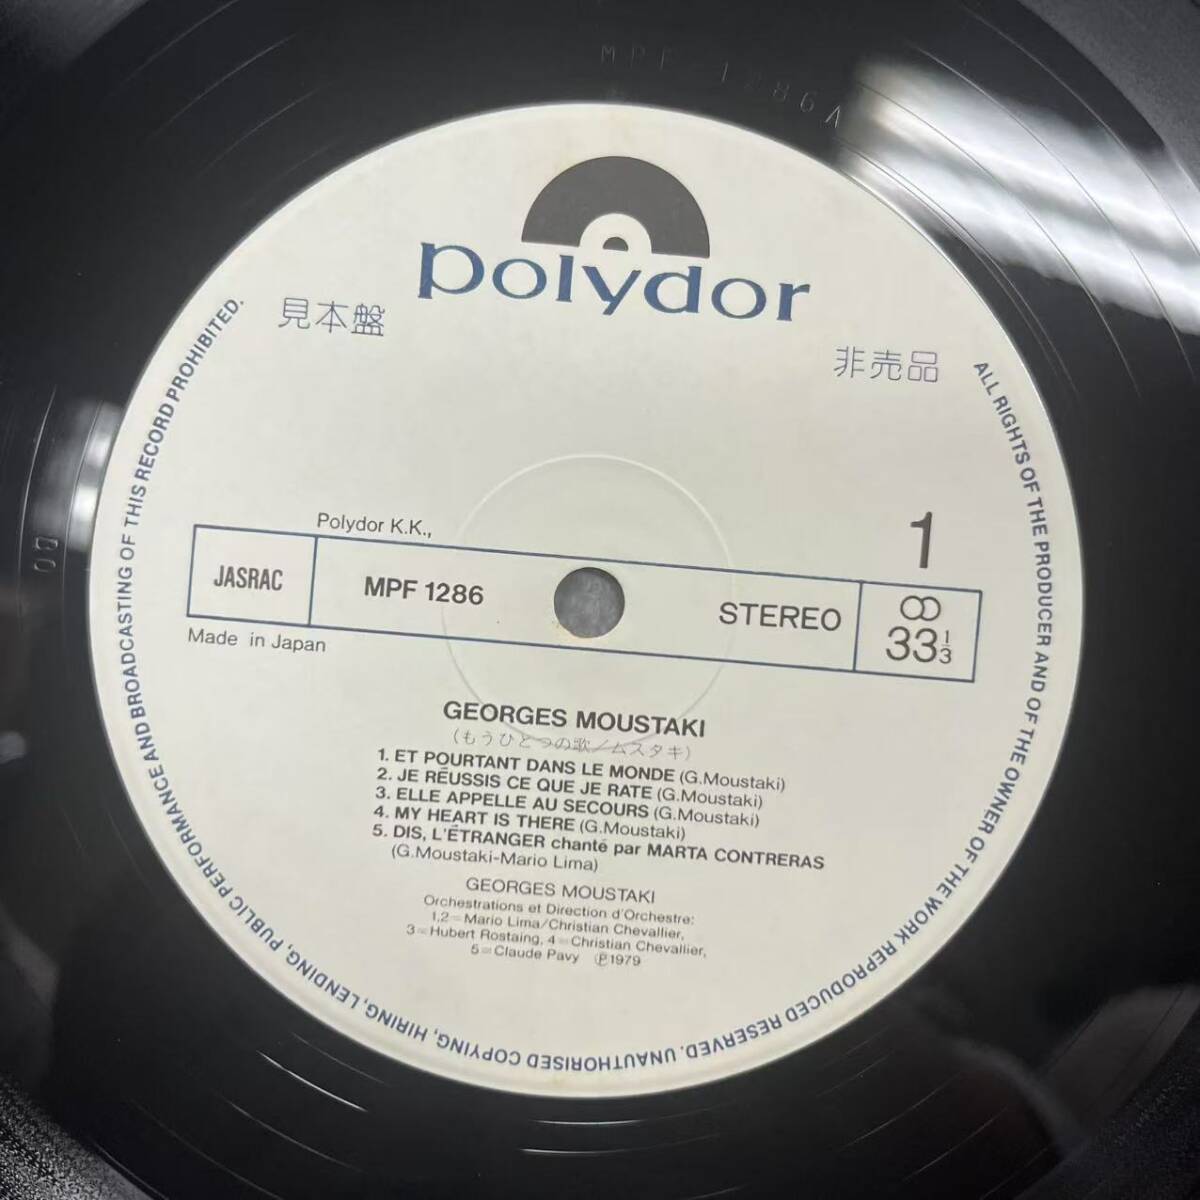 MPF 1286A
polydor
見本盤
非売品
1
Polydor K.K.,
JASRAC
MPF 1286
STEREO
33 1/3
Made in Japan
GEORGES MOUSTAKI
(もうひとつの歌/ムスタキ)
1. ET POURTANT DANS LE MONDE (G.Moustaki)
2. JE RÉUSSIS CE QUE JE RATE (G.Moustaki)
3. ELLE APPELLE AU SECOURS (G.Moustaki)
4. MY HEART IS THERE (G.Moustaki)
5. DIS, L'ÉTRANGER chanté par MARTA CONTRERAS
(G.Moustaki-Mario Lima)
GEORGES MOUSTAKI
Orchestrations et Direction d'Orchestre:
1,2=Mario Lima/Christian Chevallier,
3=Hubert Rostaing, 4=Christian Chevallier,
5=Claude Pavy ℗1979
ALL RIGHTS OF THE PRODUCER AND OF THE OWNER OF THE WORK REPRODUCED RESERVED. UNAUTHORISED COPYING, HIRING, LENDING, PUBLIC PERFORMANCE AND BROADCASTING OF THIS RECORD PROHIBITED.
BO